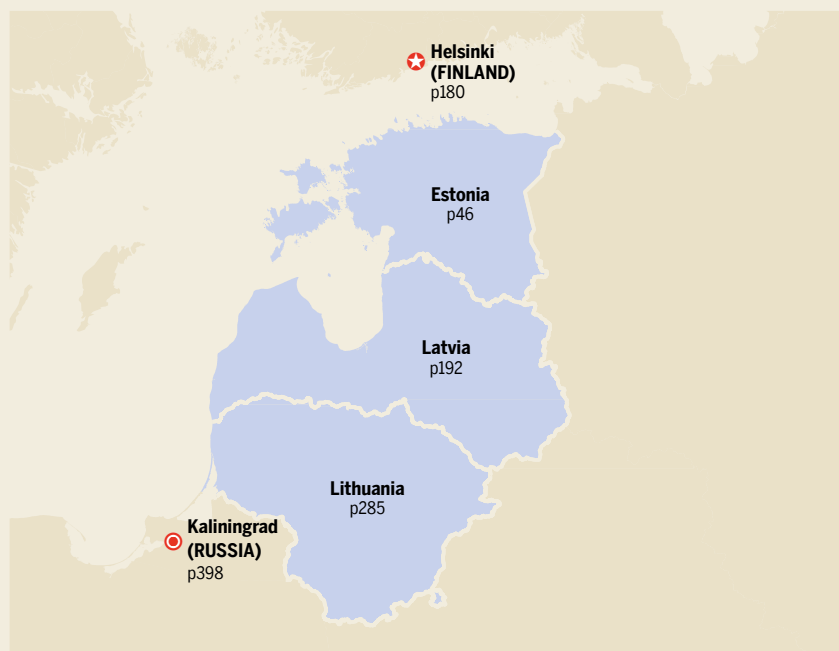 Helsinki
(FINLAND)
p180
Estonia
p46
Latvia
p192
Lithuania
p285
Kaliningrad
(RUSSIA)
p398